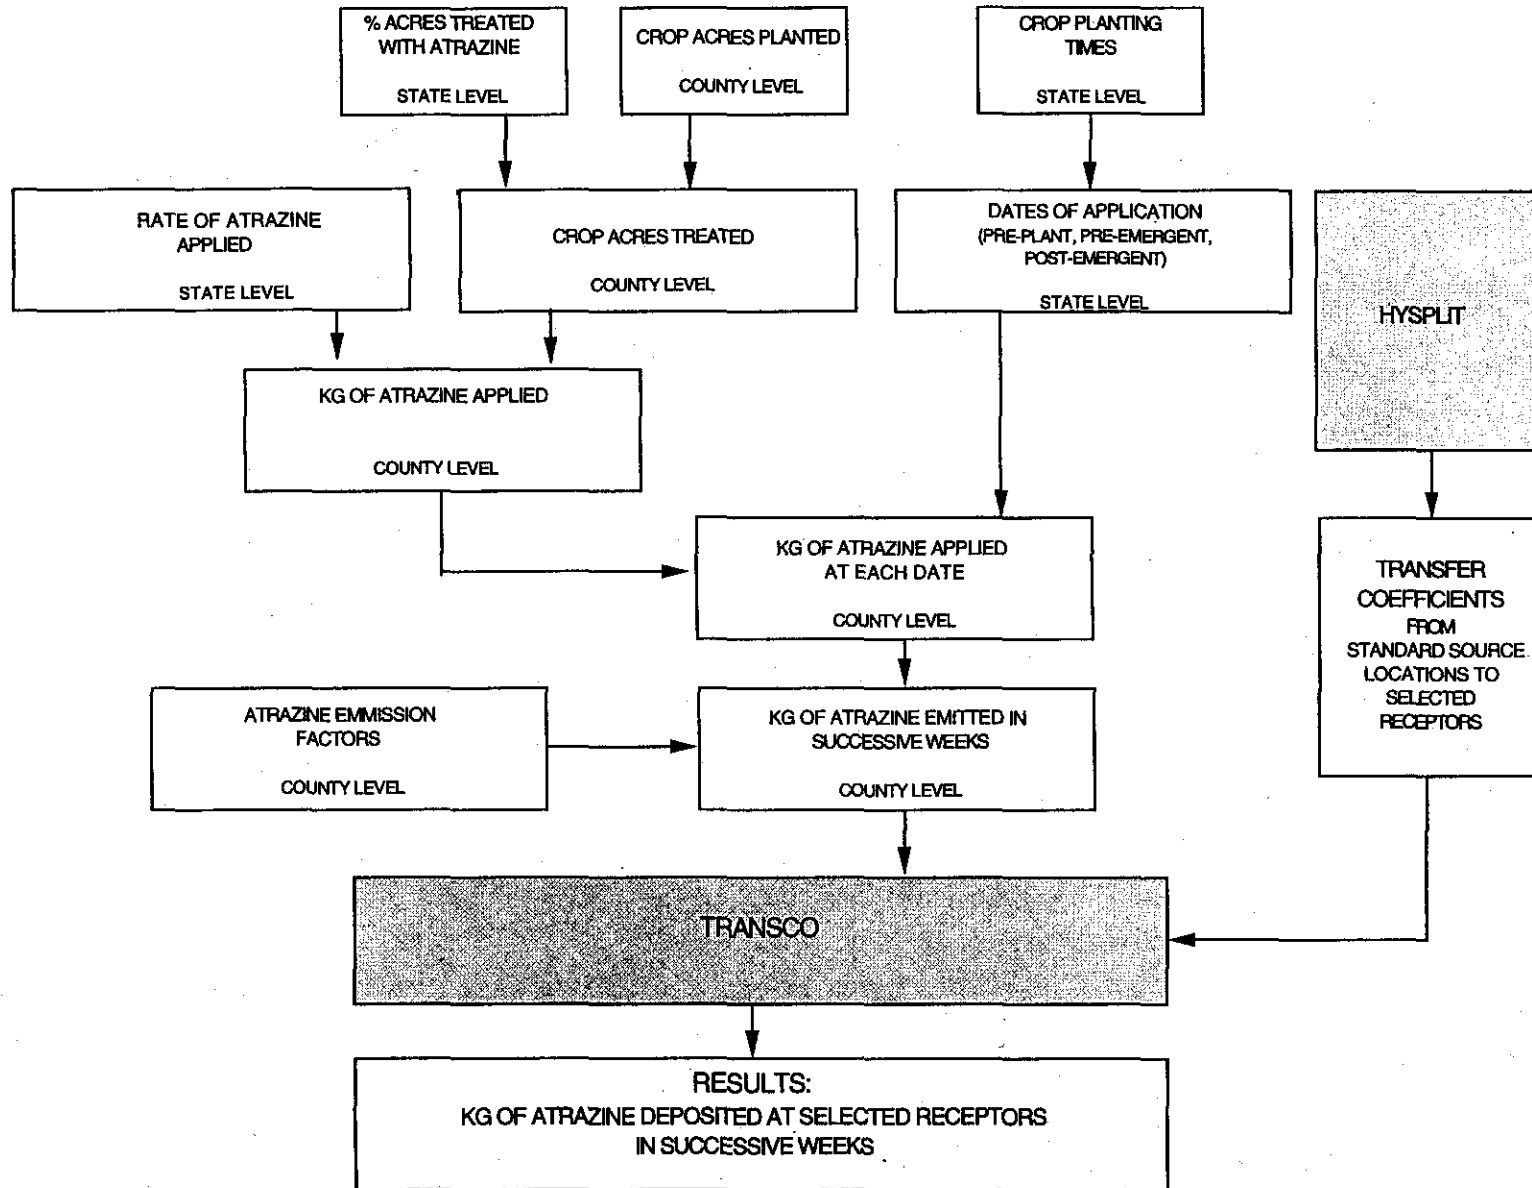 % ACRES TREATED
WITH ATRAZINE
STATE LEVEL
CROP ACRES PLANTED
COUNTY LEVEL
CROP PLANTING
TIMES
STATE LEVEL
RATE OF ATRAZINE
APPLIED
STATE LEVEL
CROP ACRES TREATED
COUNTY LEVEL
DATES OF APPLICATION
(PRE-PLANT, PRE-EMERGENT,
POST-EMERGENT)
STATE LEVEL
HYSPLIT
KG OF ATRAZINE APPLIED
COUNTY LEVEL
KG OF ATRAZINE APPLIED
AT EACH DATE
COUNTY LEVEL
TRANSFER
COEFFICIENTS
FROM
STANDARD SOURCE
LOCATIONS TO
SELECTED
RECEPTORS
ATRAZINE EMMISSION
FACTORS
COUNTY LEVEL
KG OF ATRAZINE EMITTED IN
SUCCESSIVE WEEKS
COUNTY LEVEL
TRANSCO
RESULTS:
KG OF ATRAZINE DEPOSITED AT SELECTED RECEPTORS
IN SUCCESSIVE WEEKS